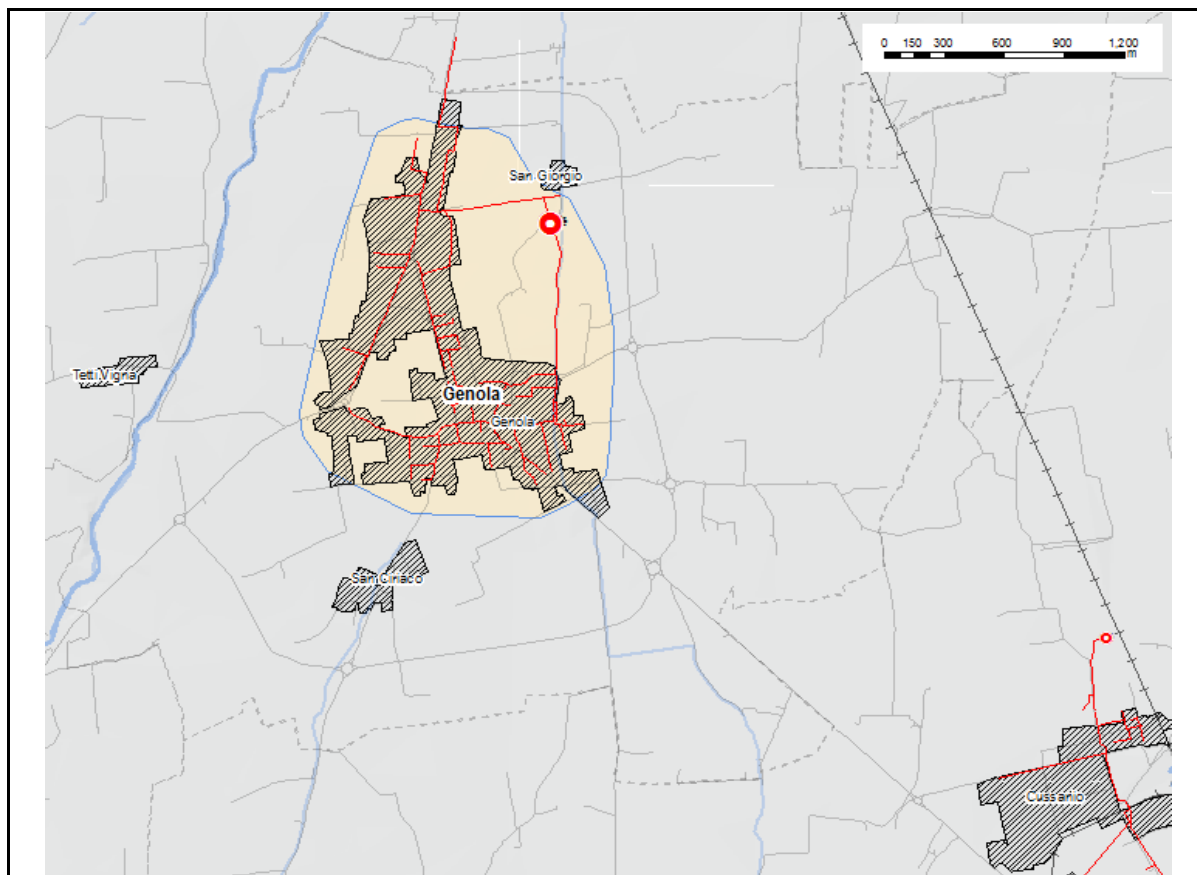 0 150 300 600 900 1,200
m
San Giorgio
Tetti Vigna
Genola
Genola
San Ciriaco
Cussanio